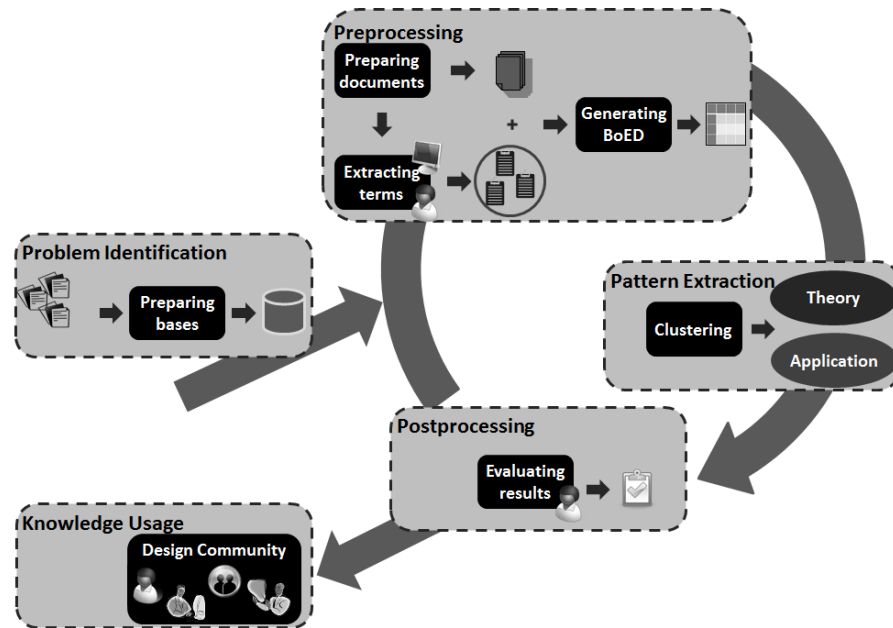 Preprocessing
Preparing
documents
+
Generating
BoED
Extracting
terms
Problem Identification
Preparing
bases
Pattern Extraction
Theory
Clustering
Application
Postprocessing
Evaluating
results
Knowledge Usage
Design Community